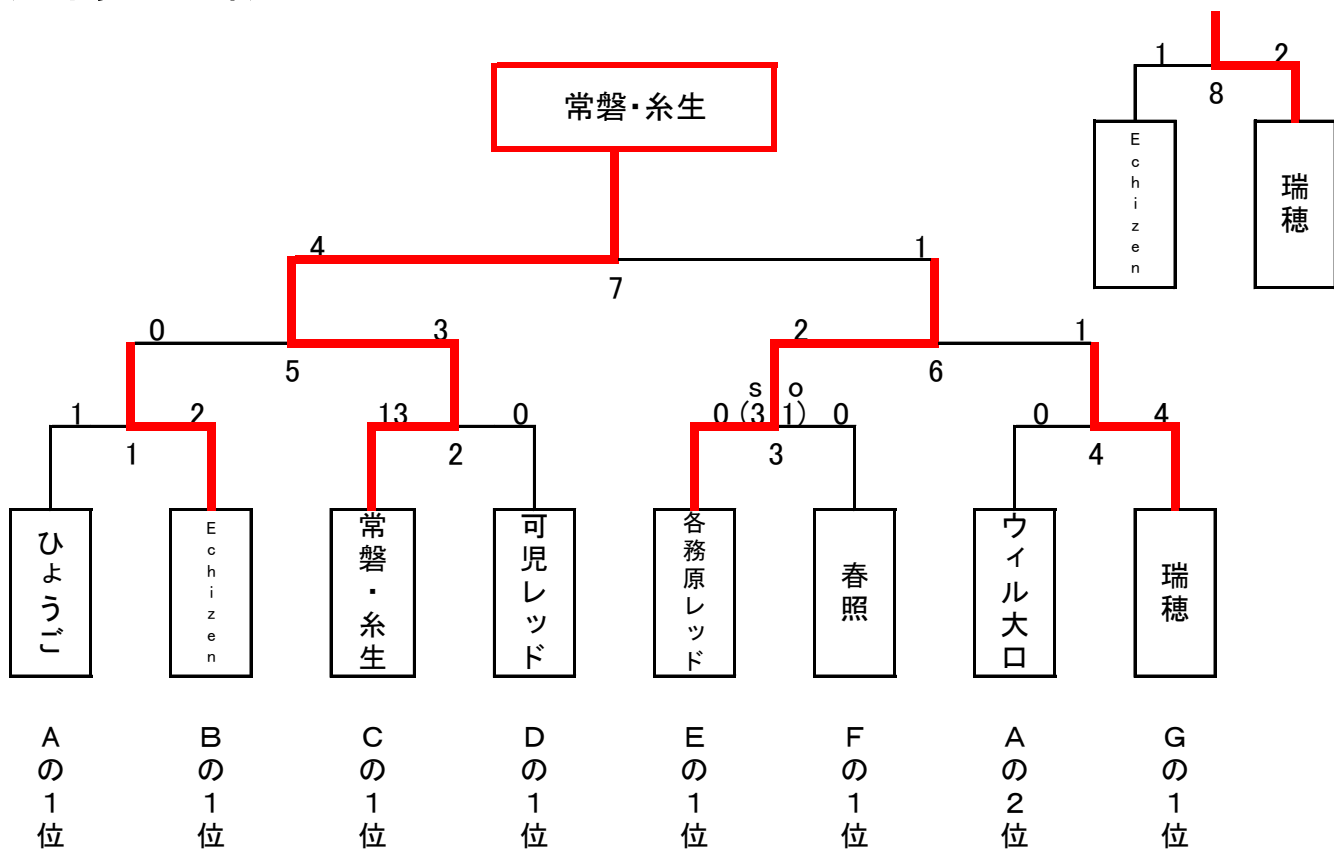 1 2
8
常磐・糸生
Echizen
瑞穂
4 1
7
0 3 2 1
5 6
s o
1 2 13 0 0 (3 1) 0 0 4
1 2 3 4
ひょうご
Echizen
常磐・糸生
可児レッド
各務原レッド
春照
ウィル大口
瑞穂
Aの1位
Bの1位
Cの1位
Dの1位
Eの1位
Fの1位
Aの2位
Gの1位